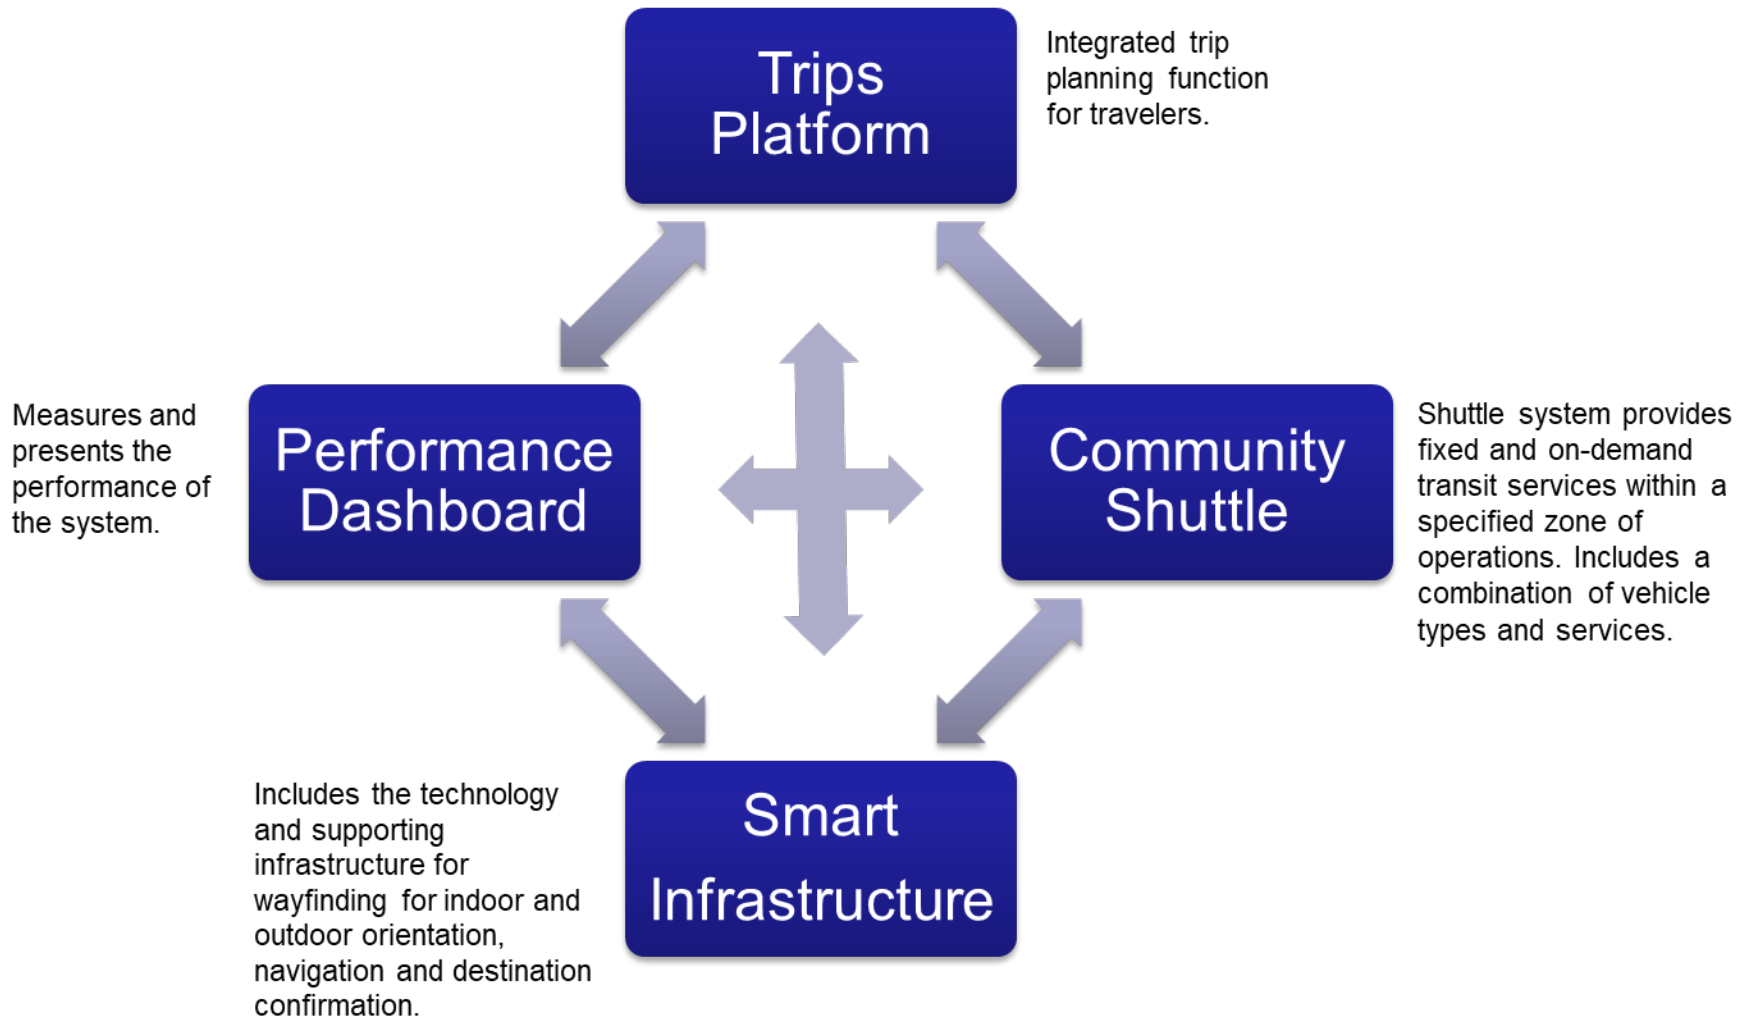 Trips
Platform
Integrated trip
planning function
for travelers.
Measures and
presents the
performance of
the system.
Performance
Dashboard
Community
Shuttle
Shuttle system provides
fixed and on-demand
transit services within a
specified zone of
operations. Includes a
combination of vehicle
types and services.
Includes the technology
and supporting
infrastructure for
wayfinding for indoor and
outdoor orientation,
navigation and destination
confirmation.
Smart
Infrastructure